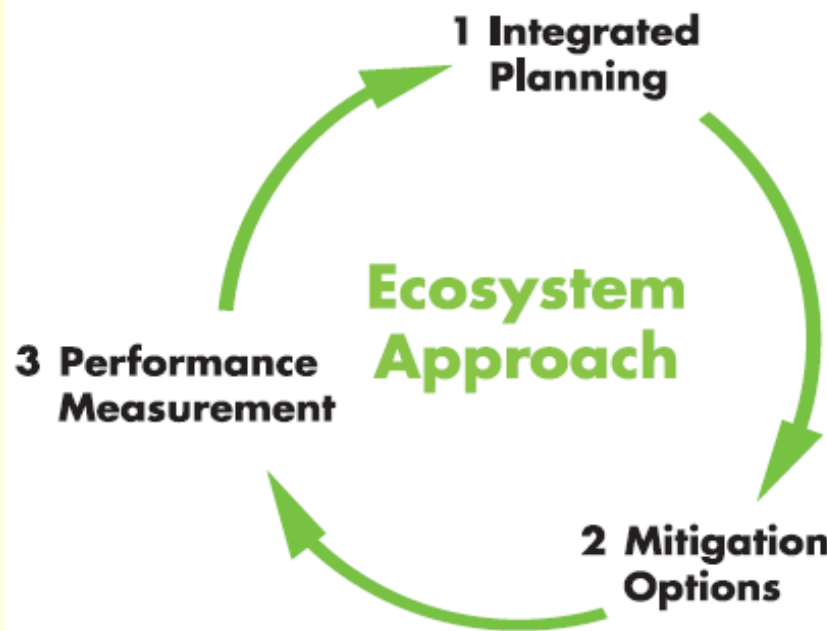 1 Integrated
Planning
Ecosystem
Approach
3 Performance
Measurement
2 Mitigation
Options